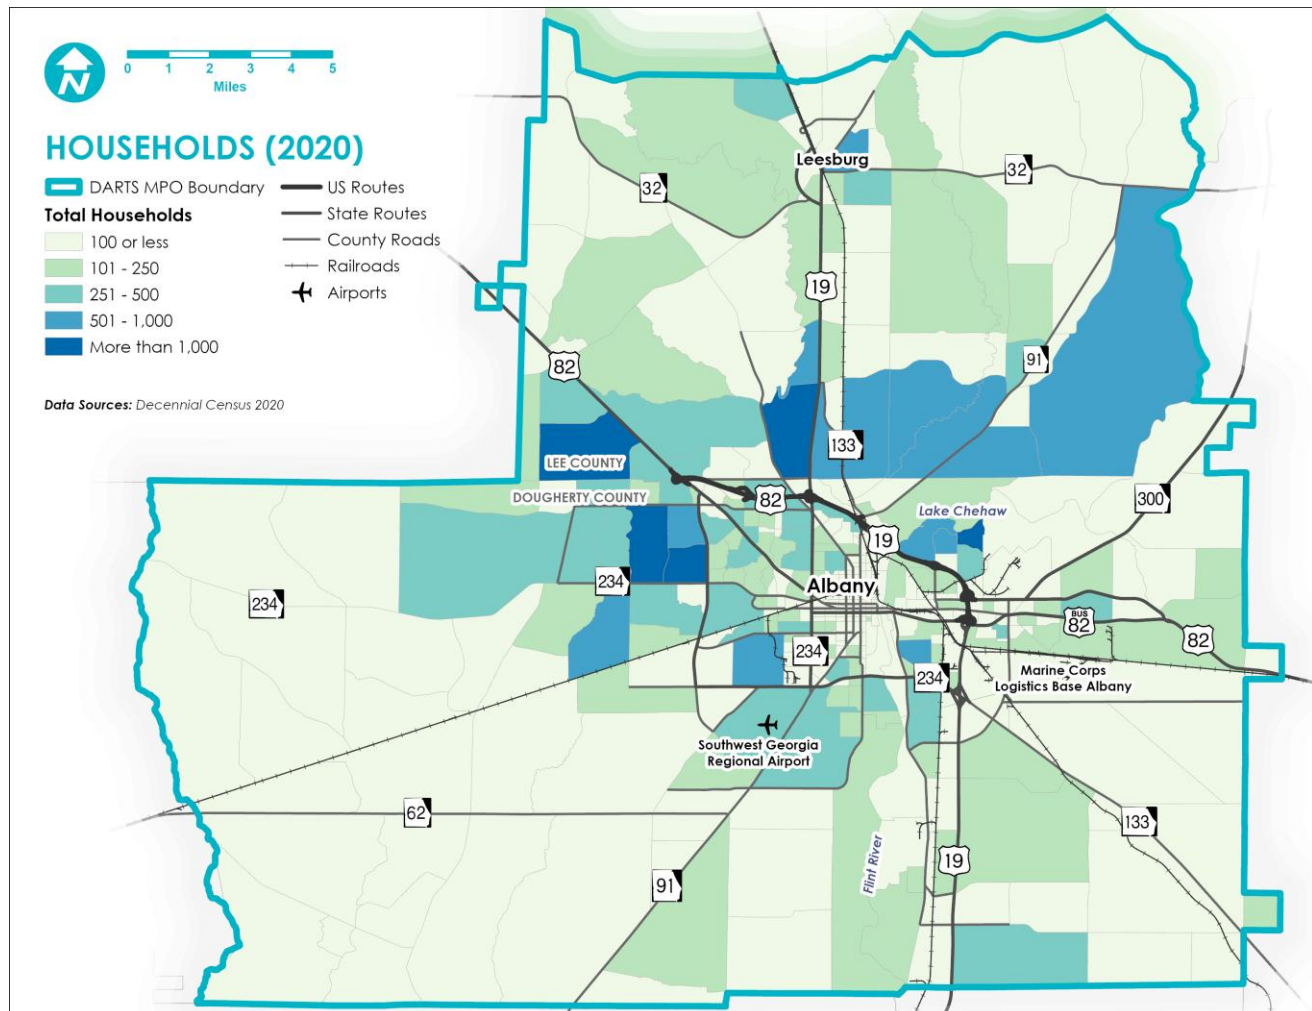 N
0 1 2 3 4 5
Miles
HOUSEHOLDS (2020)
DARTS MPO Boundary
Total Households
100 or less
101 - 250
251 - 500
501 - 1,000
More than 1,000
US Routes
State Routes
County Roads
Railroads
Airports
Data Sources: Decennial Census 2020
Leesburg
32
32
19
82
91
133
LEE COUNTY
DOUGHERTY COUNTY
82
300
Lake Chehaw
19
234
234
Albany
BUS
82
82
234
234
Marine Corps
Logistics Base Albany
Southwest Georgia
Regional Airport
62
133
Flint River
19
91